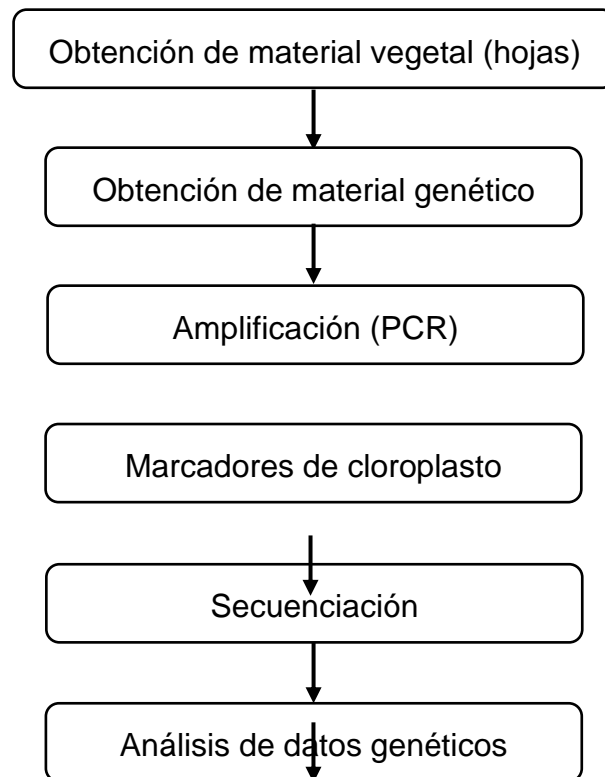 Obtención de material vegetal (hojas)
Obtención de material genético
Amplificación (PCR)
Marcadores de cloroplasto
Secuenciación
Análisis de datos genéticos